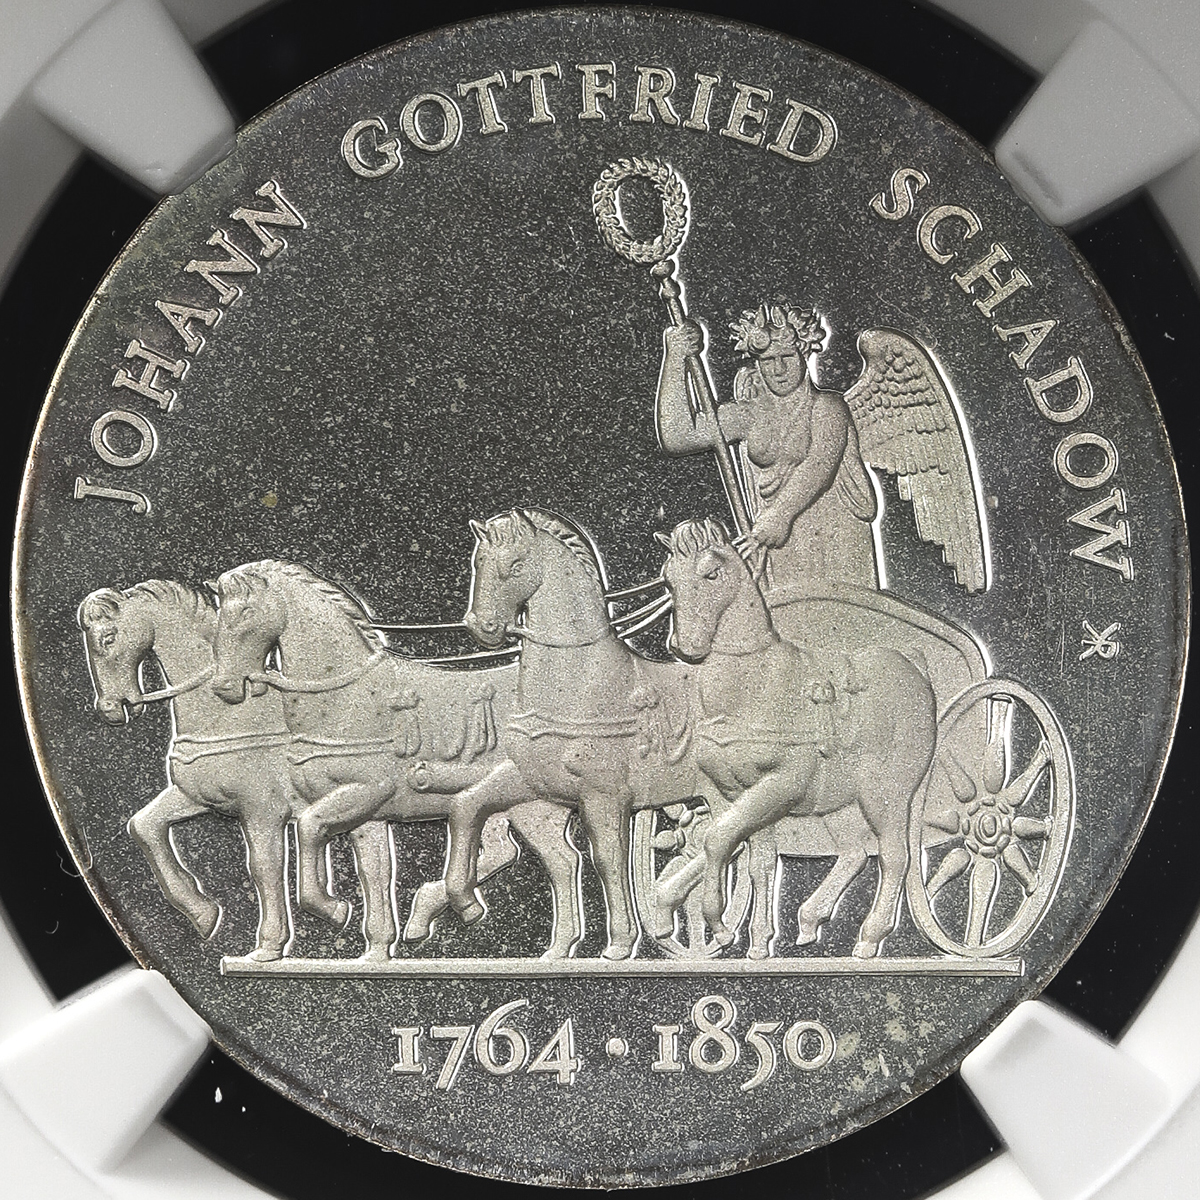 JOHANN GOTTFRIED SCHADOW
1764 · 1850